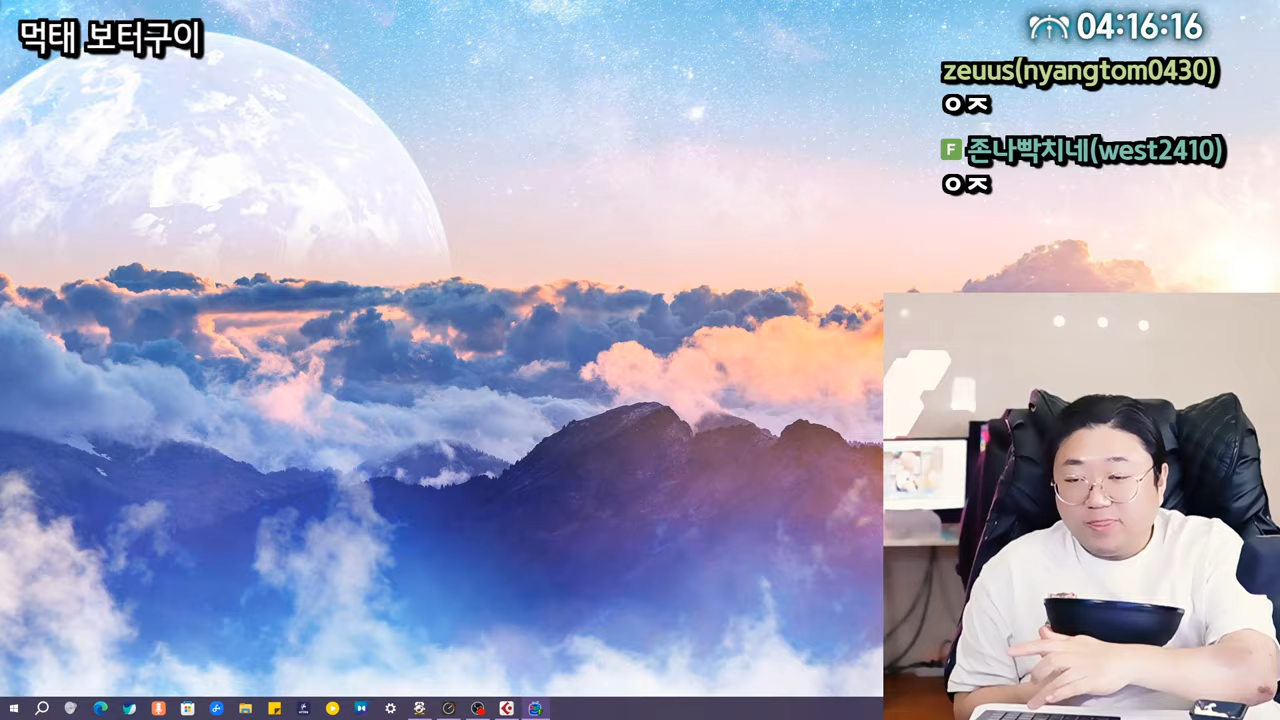 먹태 보터구이
04:16:16
zeuus(nyangtom0430)
ㅇㅈ
F 존나빡치네(west2410)
ㅇㅈ